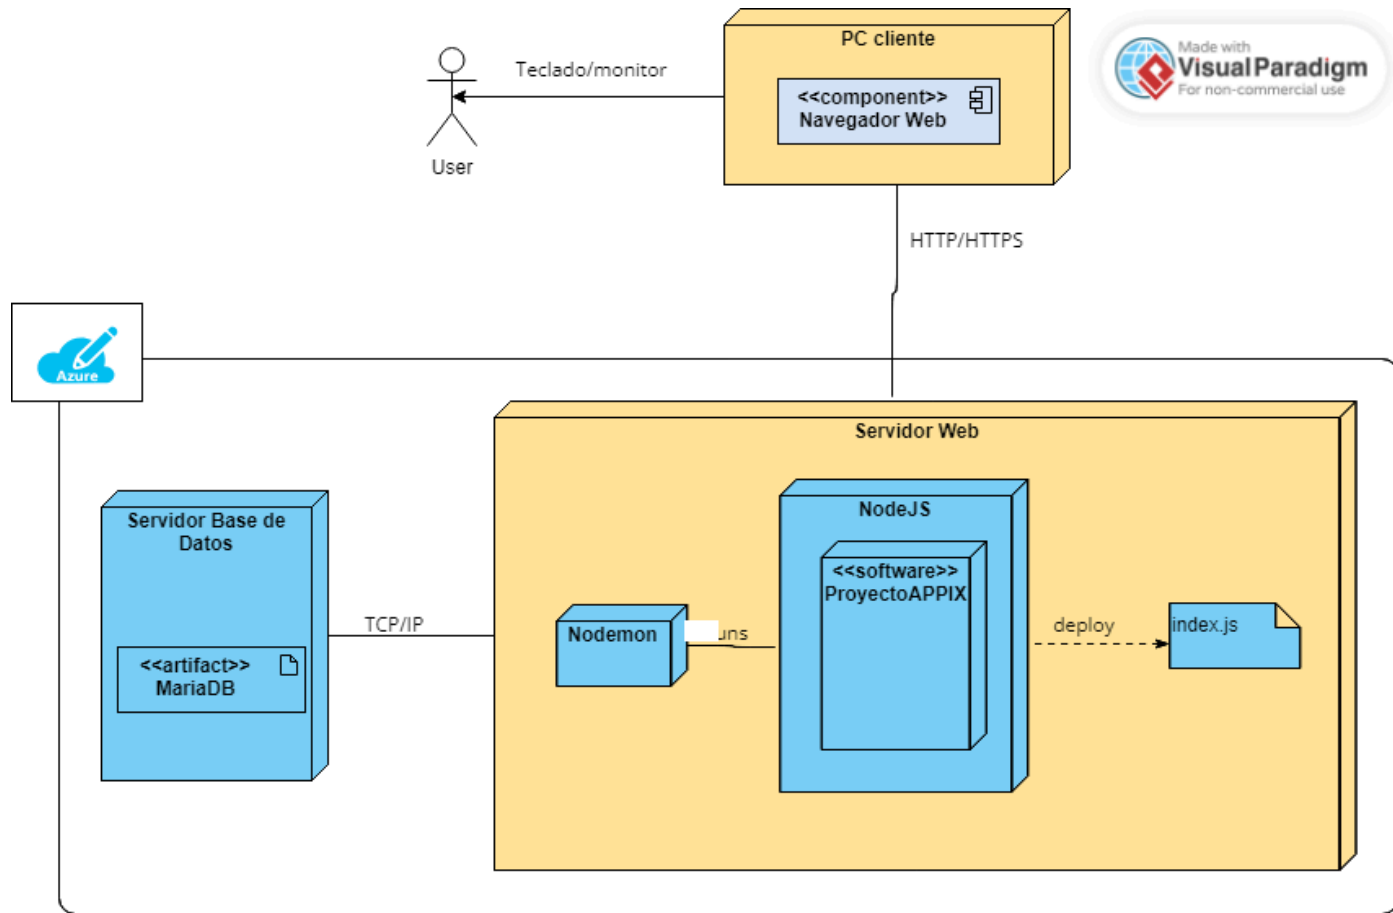 PC cliente
Made with
Visual Paradigm
For non-commercial use
Teclado/monitor
<<component>>
Navegador Web
User
HTTP/HTTPS
Azure
Servidor Web
Servidor Base de
Datos
NodeJS
<<software>>
ProyectoAPPIX
TCP/IP
Nodemon
deploy
index.js
<<artifact>>
MariaDB